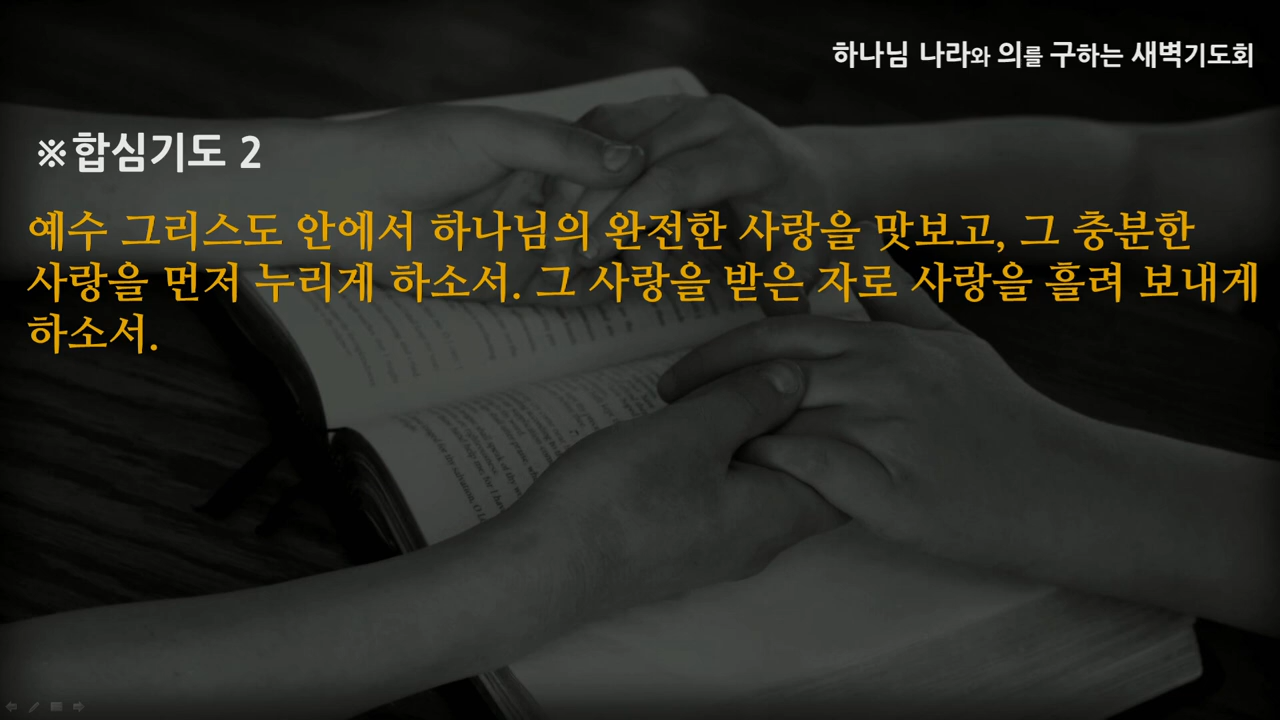 하나님 나라와 의를 구하는 새벽기도회
※합심기도 2
예수 그리스도 안에서 하나님의 완전한 사랑을 맛보고, 그 충분한
사랑을 먼저 누리게 하소서. 그 사랑을 받은 자로 사랑을 흘려 보내게
하소서.